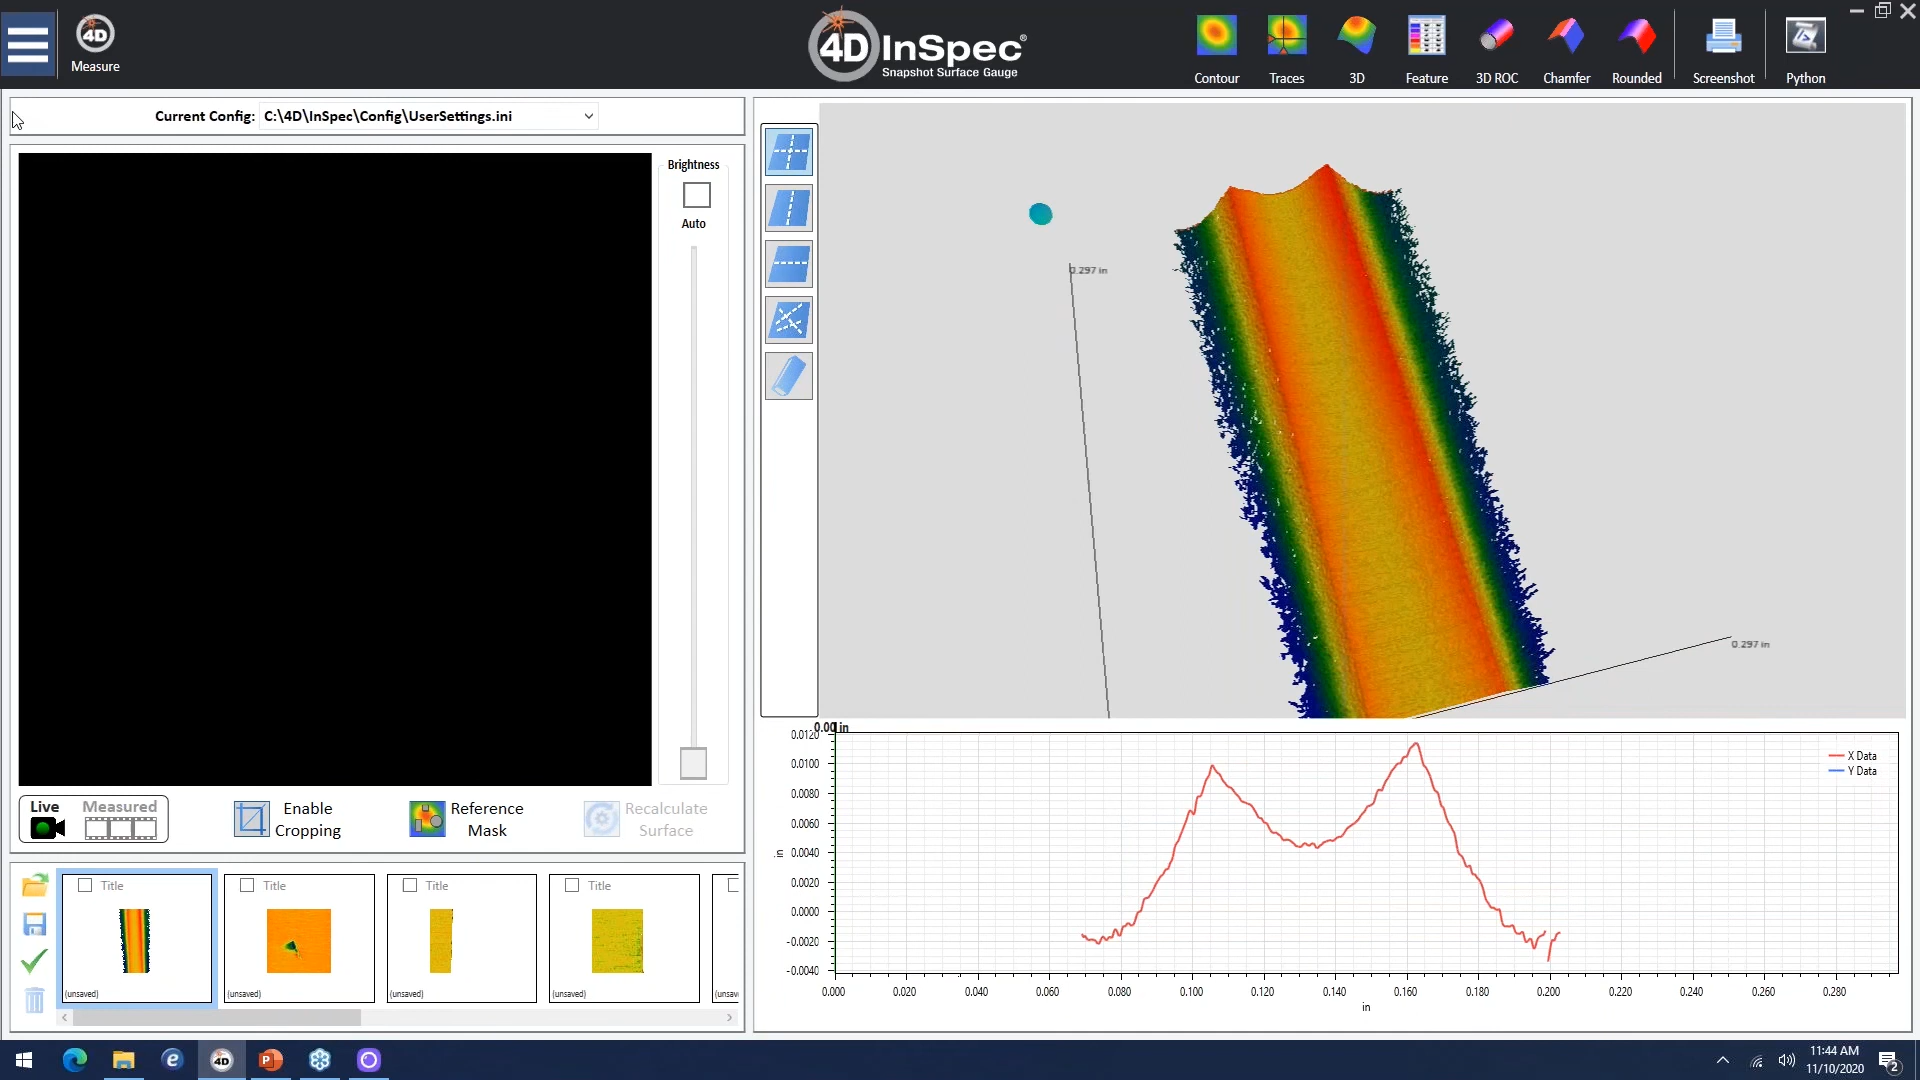 Measure
4D InSpec®
Snapshot Surface Gauge
Contour
Traces
3D
Feature
3D ROC
Chamfer
Rounded
Screenshot
Python
Current Config: C:\4D\InSpec\Config\UserSettings.ini
Brightness
Auto
0.297 in
0.297 in
0.00 in
Live
Measured
Enable
Cropping
Reference
Mask
Recalculate
Surface
Title
Title
Title
Title
(unsaved)
(unsaved)
(unsaved)
(unsaved)
(unsav
0.0120
0.0100
0.0080
0.0060
0.0040
0.0020
0.0000
-0.0020
-0.0040
in
X Data
Y Data
0.000 0.020 0.040 0.060 0.080 0.100 0.120 0.140 0.160 0.180 0.200 0.220 0.240 0.260 0.280
in
11:44 AM
11/10/2020
2